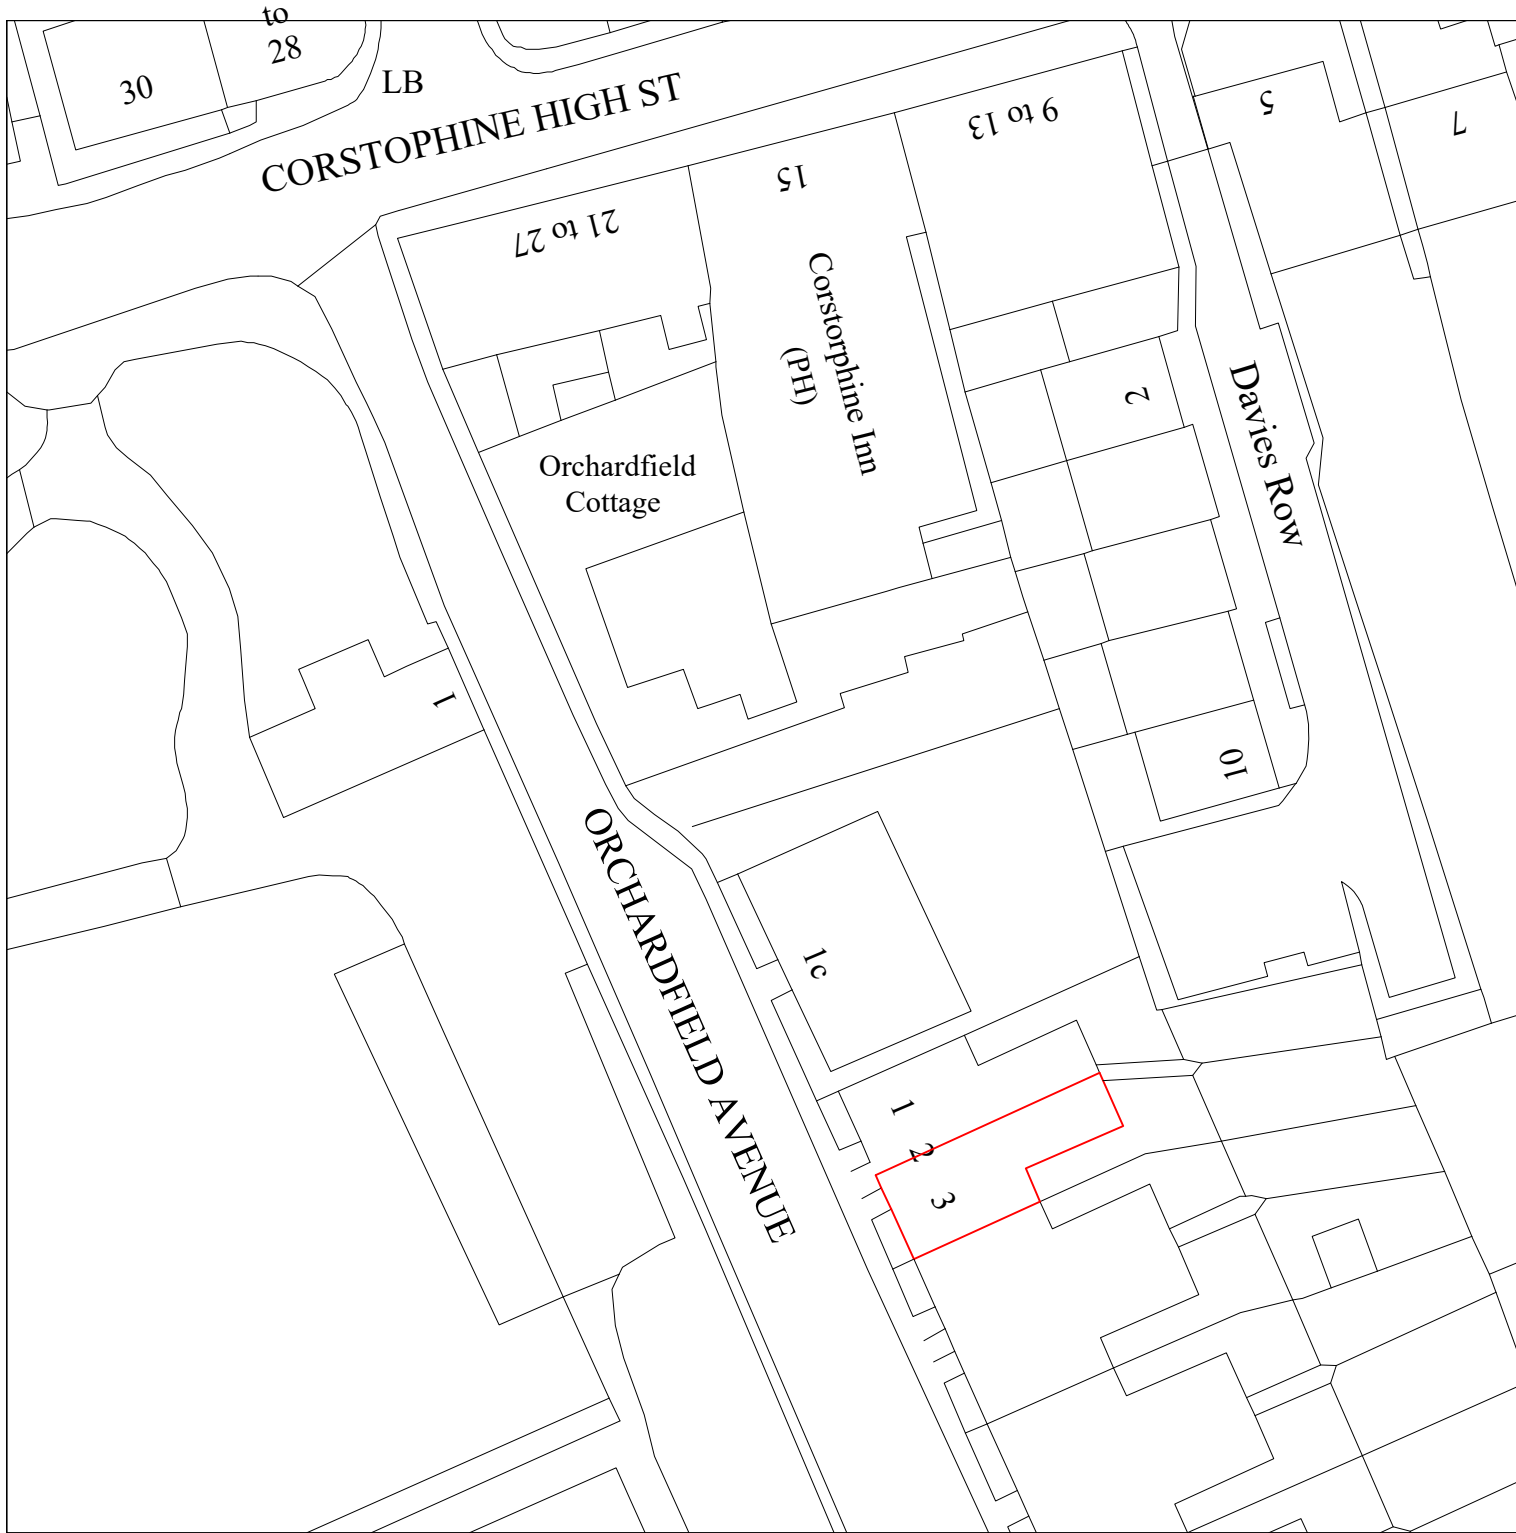 to
28
30
LB
CORSTOPHINE HIGH ST
9 to 13
5
7
15
21 to 27
Corstorphine Inn
(PH)
2
Davies Row
Orchardfield
Cottage
1
10
ORCHARDFIELD AVENUE
1c
1
2
3